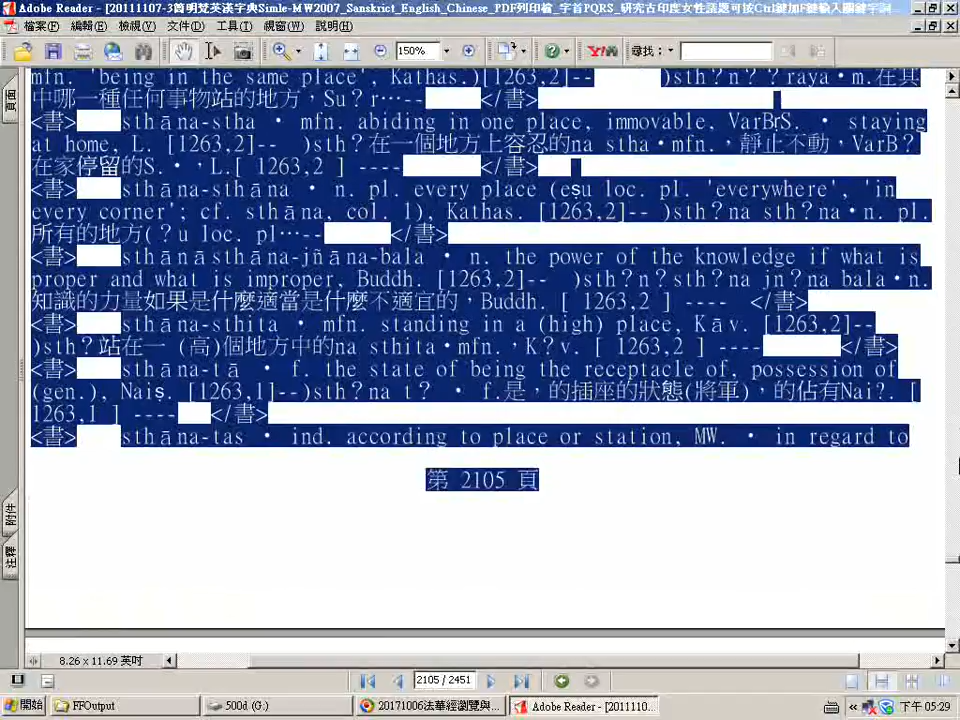 Adobe Reader - [20111107-3簡明梵英漢字典Simle-MW2007_Sanskrict_English_Chinese_PDF列印檔_字首PQRS_研究古印度女性議題可按Ctrl鍵加F鍵輸入關鍵字詞
檔案(F) 編輯(E) 檢視(V) 文件(D) 工具(T) 視窗(W) 說明(H)
150% 尋找：
頁面
mfn. 'being in the same place', Kathas.)[1263,2]-- )sth?n??raya·m.在其
中哪一種任何事物站的地方，Su?r…-- </書>
<書> sthāna-stha · mfn. abiding in one place, immovable, VarBṛS. · staying
at home, L. [1263,2]-- )sth?在一個地方上容忍的na stha·mfn.，靜止不動，VarB?
在家停留的S.·，L.[ 1263,2 ] ---- </書>
<書> sthāna-sthāna · n. pl. every place (eṣu loc. pl. 'everywhere', 'in
every corner'; cf. sthāna, col. 1), Kathas. [1263,2]-- )sth?na sth?na·n. pl.
所有的地方(?u loc. pl…-- </書>
<書> sthānāsthāna-jñāna-bala · n. the power of the knowledge if what is
proper and what is improper, Buddh. [1263,2]-- )sth?n?sth?na jn?na bala·n.
知識的力量如果是什麼適當是什麼不適宜的，Buddh. [ 1263,2 ] ---- </書>
<書> sthāna-sthita · mfn. standing in a (high) place, Kāv. [1263,2]--
)sth?站在一 (高)個地方中的na sthita·mfn.，K?v. [ 1263,2 ] ---- </書>
<書> sthāna-tā · f. the state of being the receptacle of, possession of
(gen.), Naiṣ. [1263,1]--)sth?na t? · f.是，的插座的狀態(將軍)，的佔有Nai?. [
1263,1 ] ---- </書>
<書> sthāna-tas · ind. according to place or station, MW. · in regard to
第 2105 頁
附件
注釋
8.26 x 11.69 英吋
2105 / 2451
開始 FFOutput 500d (G:) 20171006法華經瀏覽與... Adobe Reader - [2011110... 下午 05:29